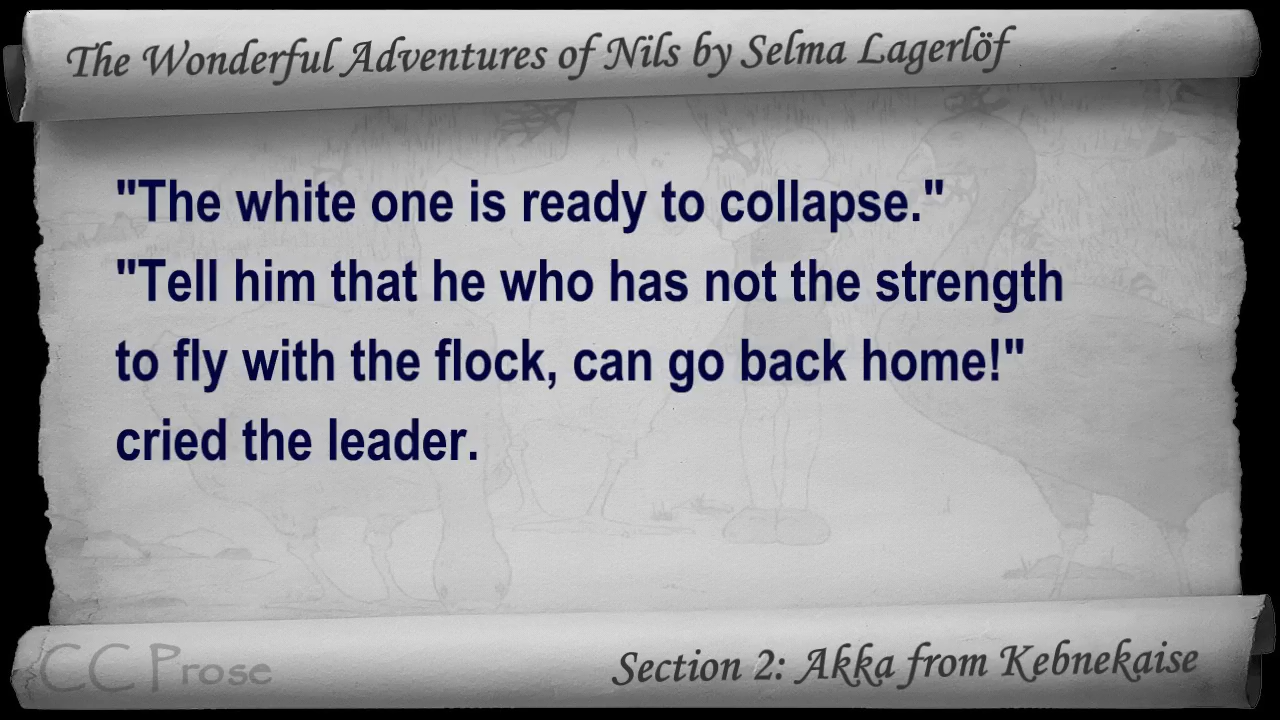 The Wonderful Adventures of Nils by Selma Lagerlöf
"The white one is ready to collapse."
"Tell him that he who has not the strength
to fly with the flock, can go back home!"
cried the leader.
CC Prose
Section 2: Akka from Kebnekaise